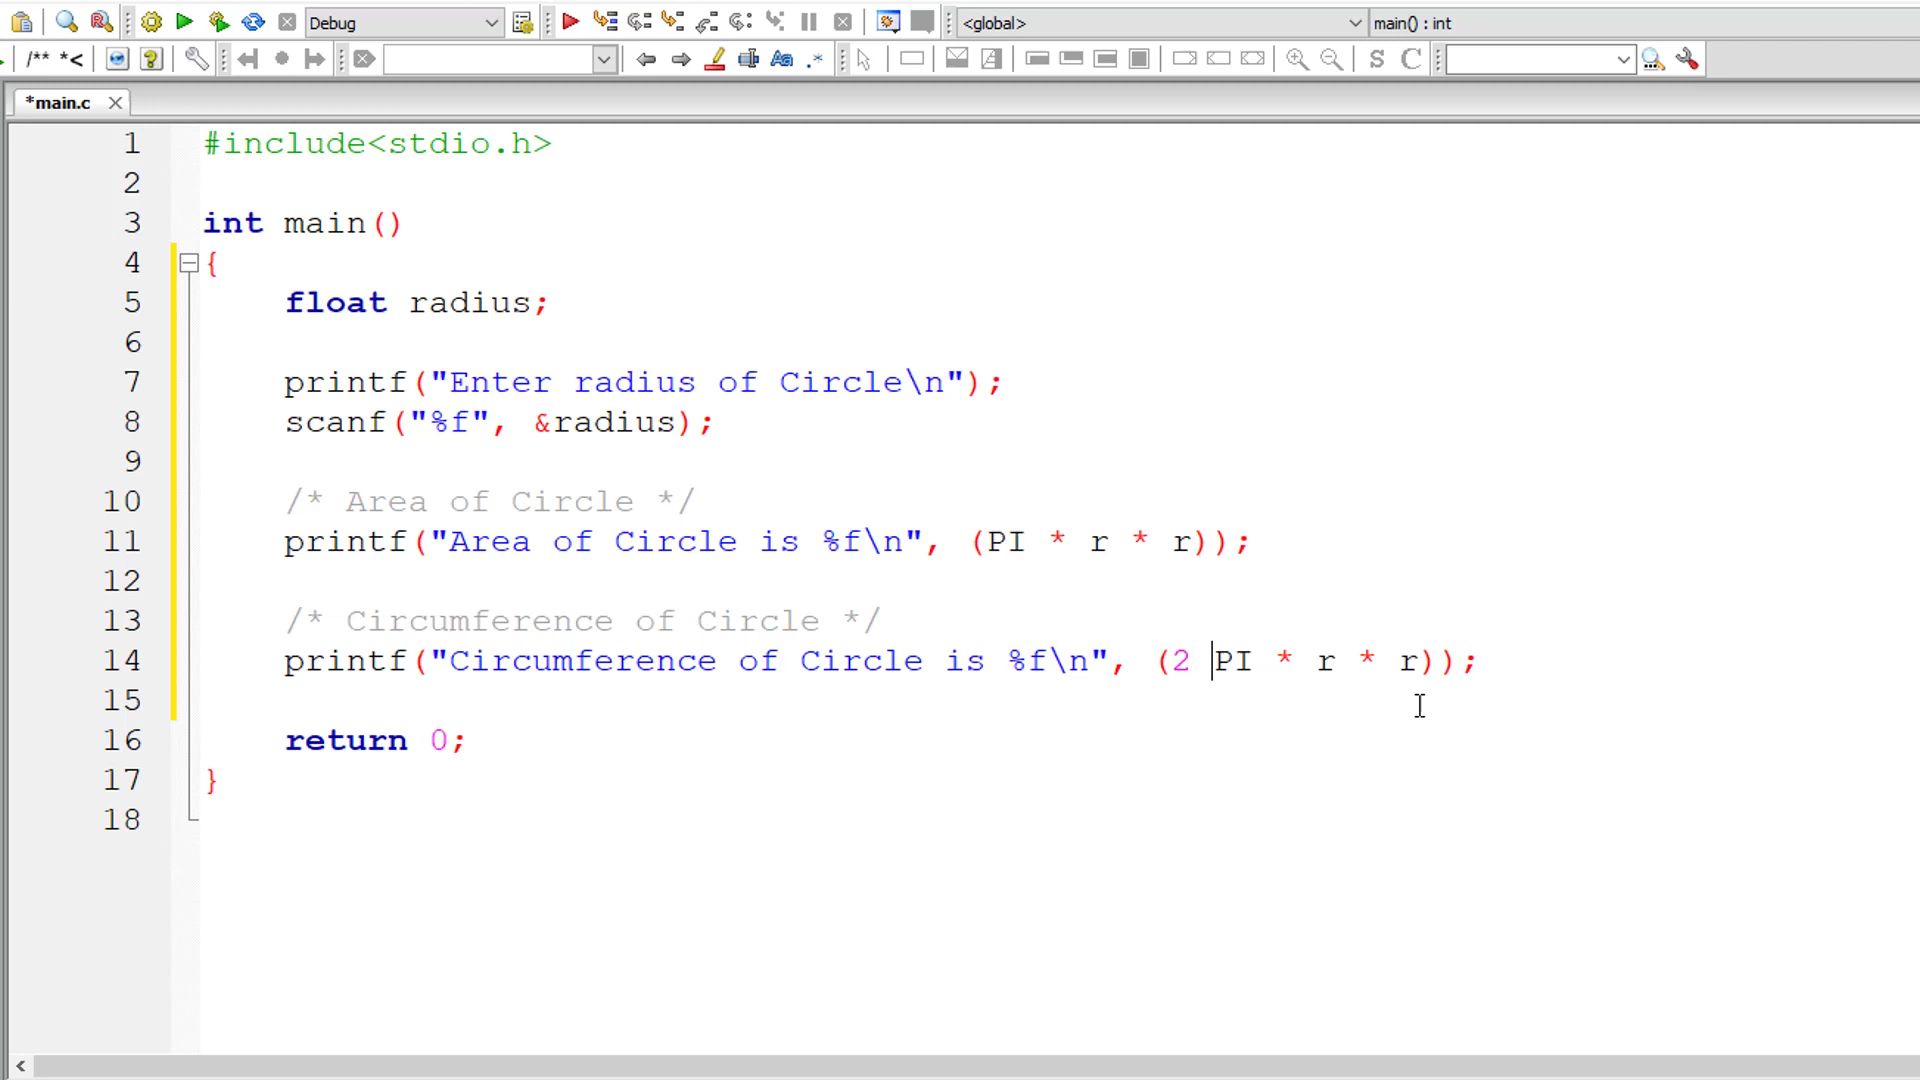 Debug
<global>
main() : int
/** *<
Aa
.*
S
C
*main.c
1 #include<stdio.h>
2
3 int main()
4 {
5 float radius;
6
7 printf("Enter radius of Circle\n");
8 scanf("%f", &radius);
9
10 /* Area of Circle */
11 printf("Area of Circle is %f\n", (PI * r * r));
12
13 /* Circumference of Circle */
14 printf("Circumference of Circle is %f\n", (2 PI * r * r));
15
16 return 0;
17 }
18